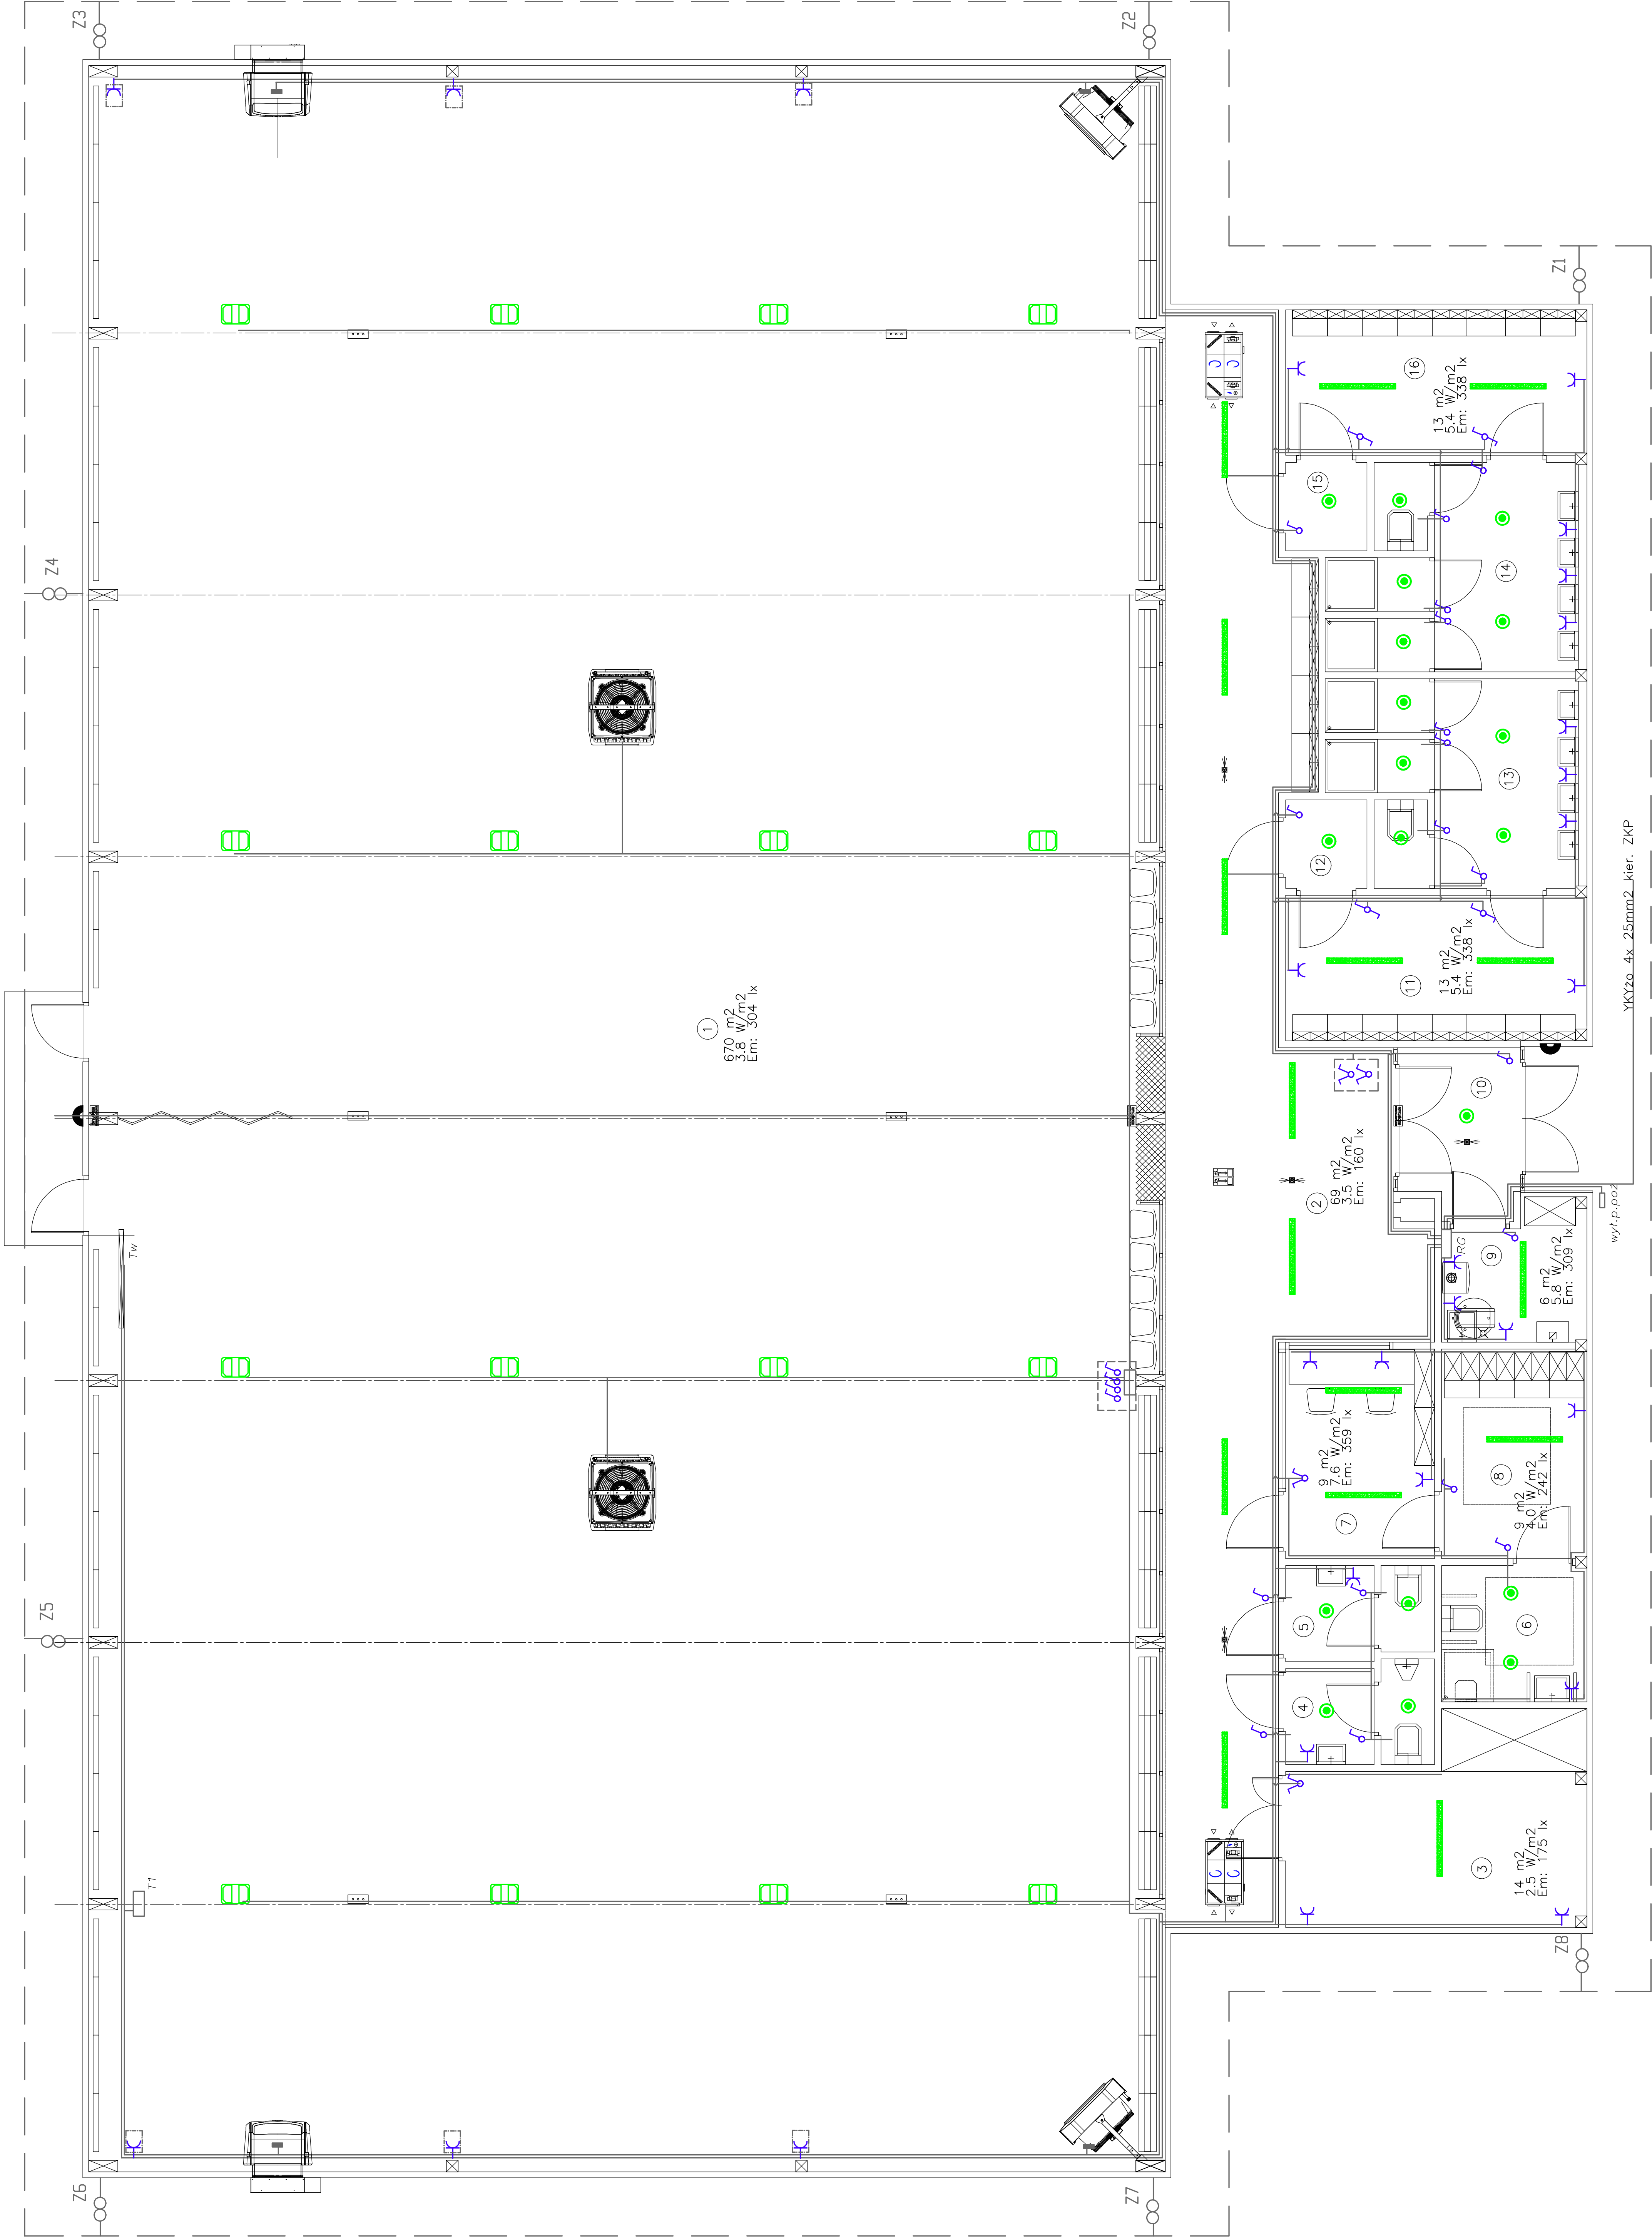 Z3
Z2
Z4
Z1
16
13 m2
5.4 W/m2
Em: 338 lx
15
14
13
12
11
13 m2
5.4 W/m2
Em: 338 lx
YKYżo 4x 25mm2 kier. ZKP
1
670 m2
3.8 W/m2
Em: 304 lx
10
2
69 m2
3.5 W/m2
Em: 160 lx
wył.p.poż
RG
9
6 m2
5.8 W/m2
Em: 309 lx
Tw
7
9 m2
7.6 W/m2
Em: 359 lx
8
9 m2
4.0 W/m2
Em: 242 lx
Z5
5
6
4
T1
3
14 m2
2.5 W/m2
Em: 175 lx
Z8
Z6
Z7